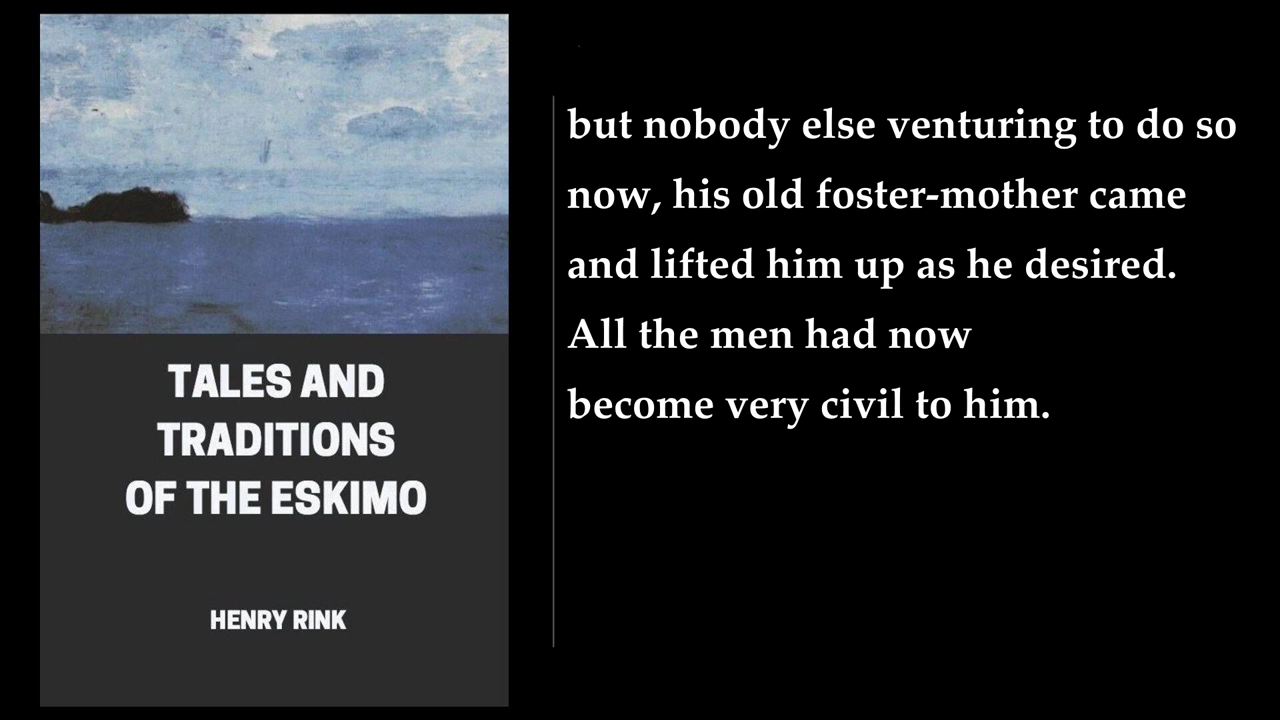 TALES AND
TRADITIONS
OF THE ESKIMO
HENRY RINK
but nobody else venturing to do so
now, his old foster-mother came
and lifted him up as he desired.
All the men had now
become very civil to him.